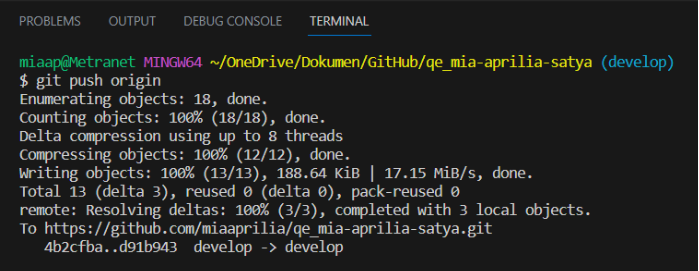 PROBLEMS OUTPUT DEBUG CONSOLE TERMINAL
miaap@Metranet MINGW64 ~/OneDrive/Dokumen/GitHub/qe_mia-aprilia-satya (develop)
$ git push origin
Enumerating objects: 18, done.
Counting objects: 100% (18/18), done.
Delta compression using up to 8 threads
Compressing objects: 100% (12/12), done.
Writing objects: 100% (13/13), 188.64 KiB | 17.15 MiB/s, done.
Total 13 (delta 3), reused 0 (delta 0), pack-reused 0
remote: Resolving deltas: 100% (3/3), completed with 3 local objects.
To https://github.com/miaaprilia/qe_mia-aprilia-satya.git
   4b2cfba..d91b943  develop -> develop